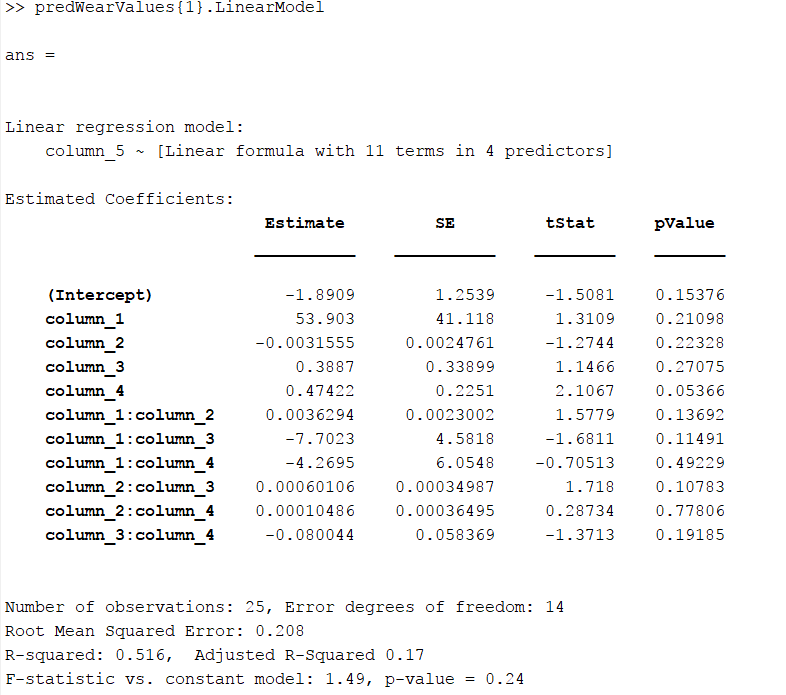 >> predWearValues{1}.LinearModel
ans =
Linear regression model:
column_5 ~ [Linear formula with 11 terms in 4 predictors]
Estimated Coefficients:
Estimate SE tStat pValue
(Intercept) -1.8909 1.2539 -1.5081 0.15376
column_1 53.903 41.118 1.3109 0.21098
column_2 -0.0031555 0.0024761 -1.2744 0.22328
column_3 0.3887 0.33899 1.1466 0.27075
column_4 0.47422 0.2251 2.1067 0.05366
column_1:column_2 0.0036294 0.0023002 1.5779 0.13692
column_1:column_3 -7.7023 4.5818 -1.6811 0.11491
column_1:column_4 -4.2695 6.0548 -0.70513 0.49229
column_2:column_3 0.00060106 0.00034987 1.718 0.10783
column_2:column_4 0.00010486 0.00036495 0.28734 0.77806
column_3:column_4 -0.080044 0.058369 -1.3713 0.19185
Number of observations: 25, Error degrees of freedom: 14
Root Mean Squared Error: 0.208
R-squared: 0.516, Adjusted R-Squared 0.17
F-statistic vs. constant model: 1.49, p-value = 0.24